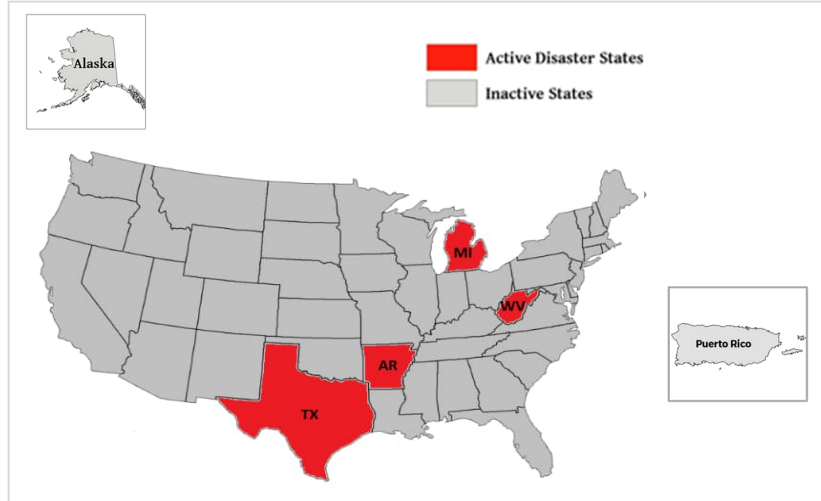 Alaska
Active Disaster States
Inactive States
MI
WV
AR
TX
Puerto Rico